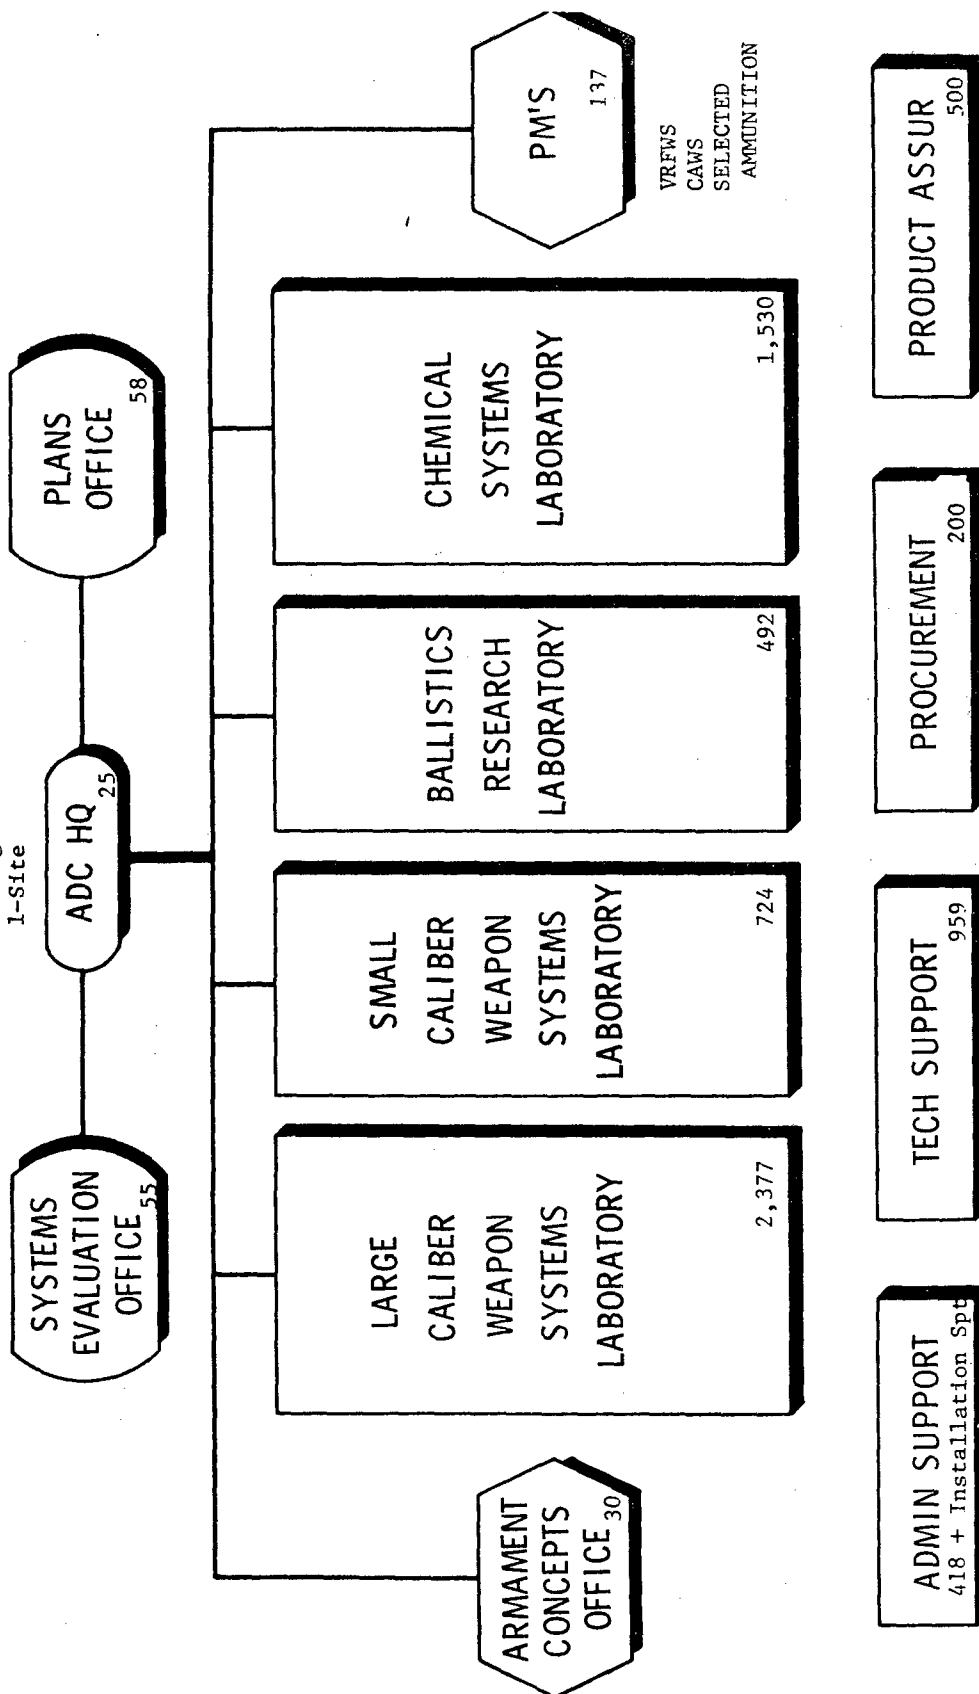 1-Site
SYSTEMS
EVALUATION
OFFICE
55
ADC HQ
25
PLANS
OFFICE
58
ARMAMENT
CONCEPTS
OFFICE
30
LARGE
CALIBER
WEAPON
SYSTEMS
LABORATORY
2,377
SMALL
CALIBER
WEAPON
SYSTEMS
LABORATORY
724
BALLISTICS
RESEARCH
LABORATORY
492
CHEMICAL
SYSTEMS
LABORATORY
1,530
PM'S
137
VRFWS
CAWS
SELECTED
AMMUNITION
ADMIN SUPPORT
418 + Installation Spt
TECH SUPPORT
959
PROCUREMENT
200
PRODUCT ASSUR
500